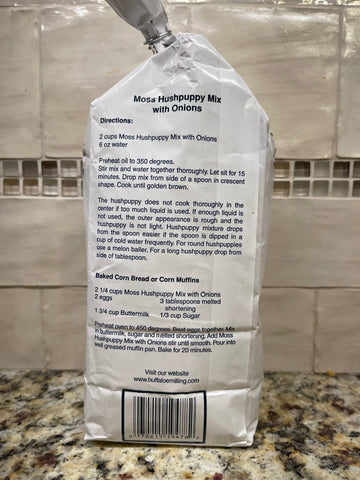 Moss Hushpuppy Mix
with Onions
Directions:
2 cups Moss Hushpuppy Mix with Onions
6 oz water
Preheat oil to 350 degrees.
Stir mix and water together thoroughly. Let sit for 15
minutes. Drop mix from side of a spoon in crescent
shape. Cook until golden brown.
The hushpuppy does not cook thoroughly in the
center if too much liquid is used. If enough liquid is
not used, the outer appearance is rough and the
hushpuppy is not light. Hushpuppy mixture drops
from the spoon easier if the spoon is dipped in a
cup of cold water frequently. For round hushpupples
use a melon baller. For a long hushpuppy drop from
side of tablespoon.
Baked Corn Bread or Corn Muffins
2 1/4 cups Moss Hushpuppy Mix with Onions
2 eggs 3 tablespoons melted
shortening
1 3/4 cup Buttermilk 1/3 cup Sugar
Preheat oven to 450 degrees. Beet eggs together. Mix
in buttermilk, sugar and melted shortening. Add Moss
Hushpuppy Mix with Onions stir until smooth. Pour into
well greased muffin pan. Bake for 20 minutes.
Visit our website
www.buffaloemilling.com